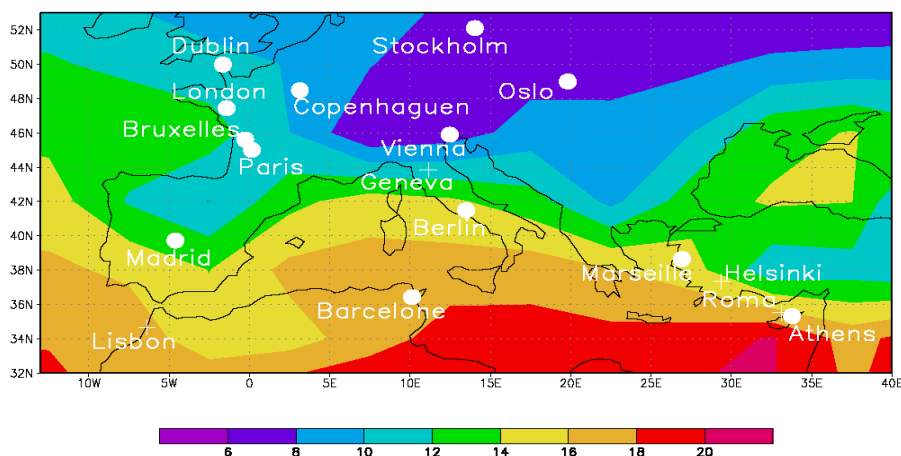 52N
50N
48N
46N
44N
42N
40N
38N
36N
34N
32N
Dublin
Stockholm
London
Copenhaguen
Oslo
Bruxelles
Paris
Vienna
Geneva
Berlin
Madrid
Marseille
Helsinki
Barcelone
Roma
Lisbon
Athens
10W 5W 0 5E 10E 15E 20E 25E 30E 35E 40E
6 8 10 12 14 16 18 20